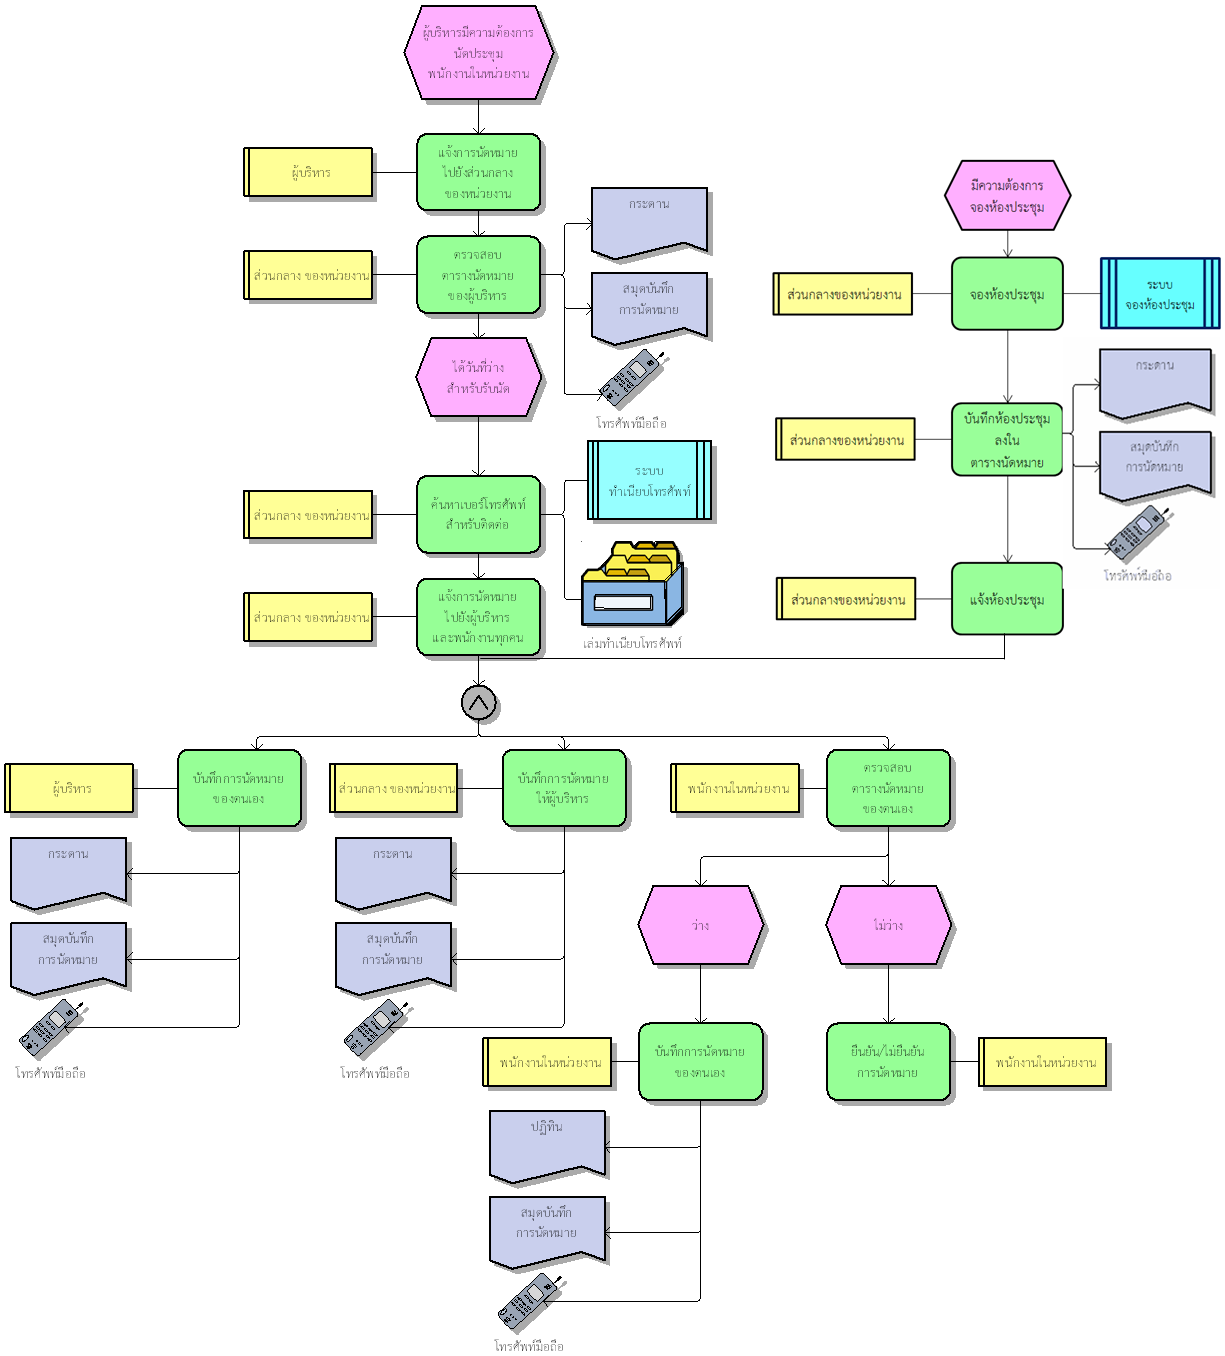 ผู้บริหารมีความต้องการ
นัดประชุม
พนักงานในหน่วยงาน
ผู้บริหาร
แจ้งการนัดหมาย
ไปยังส่วนกลาง
ของหน่วยงาน
ส่วนกลาง ของหน่วยงาน
ตรวจสอบ
ตารางนัดหมาย
ของผู้บริหาร
กระดาน
สมุดบันทึก
การนัดหมาย
โทรศัพท์มือถือ
ได้วันที่ว่าง
สำหรับรับนัด
ส่วนกลาง ของหน่วยงาน
ค้นหาเบอร์โทรศัพท์
สำหรับติดต่อ
ระบบ
ทำเนียบโทรศัพท์
เล่มทำเนียบโทรศัพท์
ส่วนกลาง ของหน่วยงาน
แจ้งการนัดหมาย
ไปยังผู้บริหาร
และพนักงานทุกคน
มีความต้องการ
จองห้องประชุม
ส่วนกลางของหน่วยงาน
จองห้องประชุม
ระบบ
จองห้องประชุม
ส่วนกลางของหน่วยงาน
บันทึกห้องประชุม
ลงใน
ตารางนัดหมาย
กระดาน
สมุดบันทึก
การนัดหมาย
โทรศัพท์มือถือ
ส่วนกลางของหน่วยงาน
แจ้งห้องประชุม
ผู้บริหาร
บันทึกการนัดหมาย
ของตนเอง
กระดาน
สมุดบันทึก
การนัดหมาย
โทรศัพท์มือถือ
ส่วนกลาง ของหน่วยงาน
บันทึกการนัดหมาย
ให้ผู้บริหาร
กระดาน
สมุดบันทึก
การนัดหมาย
โทรศัพท์มือถือ
พนักงานในหน่วยงาน
ตรวจสอบ
ตารางนัดหมาย
ของตนเอง
ว่าง
ไม่ว่าง
พนักงานในหน่วยงาน
บันทึกการนัดหมาย
ของตนเอง
ยืนยัน/ไม่ยืนยัน
การนัดหมาย
พนักงานในหน่วยงาน
ปฏิทิน
สมุดบันทึก
การนัดหมาย
โทรศัพท์มือถือ